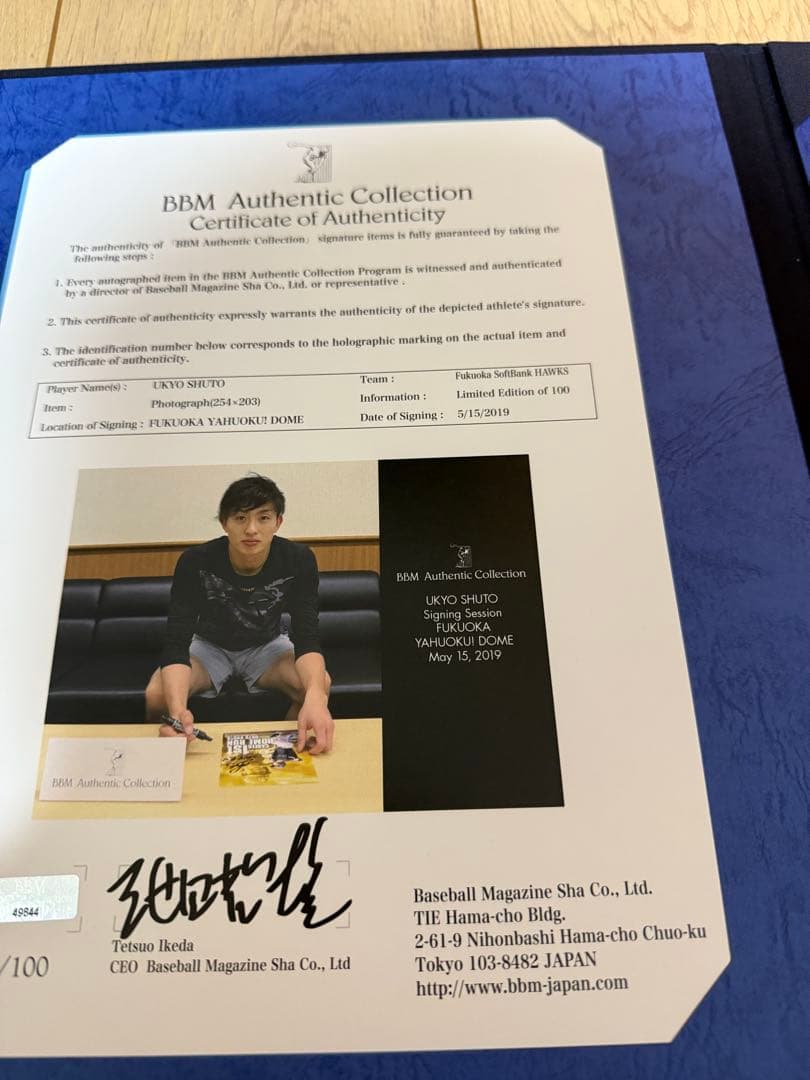 BBM Authentic Collection
Certificate of Authenticity
The authenticity of 「BBM Authentic Collection」 signature items is fully guaranteed by taking the
following steps :
1. Every autographed item in the BBM Authentic Collection Program is witnessed and authenticated
by a director of Baseball Magazine Sha Co., Ltd. or representative .
2. This certificate of authenticity expressly warrants the authenticity of the depicted athlete's signature.
3. The identification number below corresponds to the holographic marking on the actual item and
certificate of authenticity.
Player Name(s) : UKYO SHUTO Team : Fukuoka SoftBank HAWKS
Item : Photograph(254×203) Information : Limited Edition of 100
Location of Signing : FUKUOKA YAHUOKU! DOME Date of Signing : 5/15/2019
BBM Authentic Collection
UKYO SHUTO
Signing Session
FUKUOKA
YAHUOKU! DOME
May 15, 2019
HOME RUN
BBM Authentic Collection
BBM
49844
/100
Tetsuo Ikeda
CEO Baseball Magazine Sha Co., Ltd
Baseball Magazine Sha Co., Ltd.
TIE Hama-cho Bldg.
2-61-9 Nihonbashi Hama-cho Chuo-ku
Tokyo 103-8482 JAPAN
http://www.bbm-japan.com